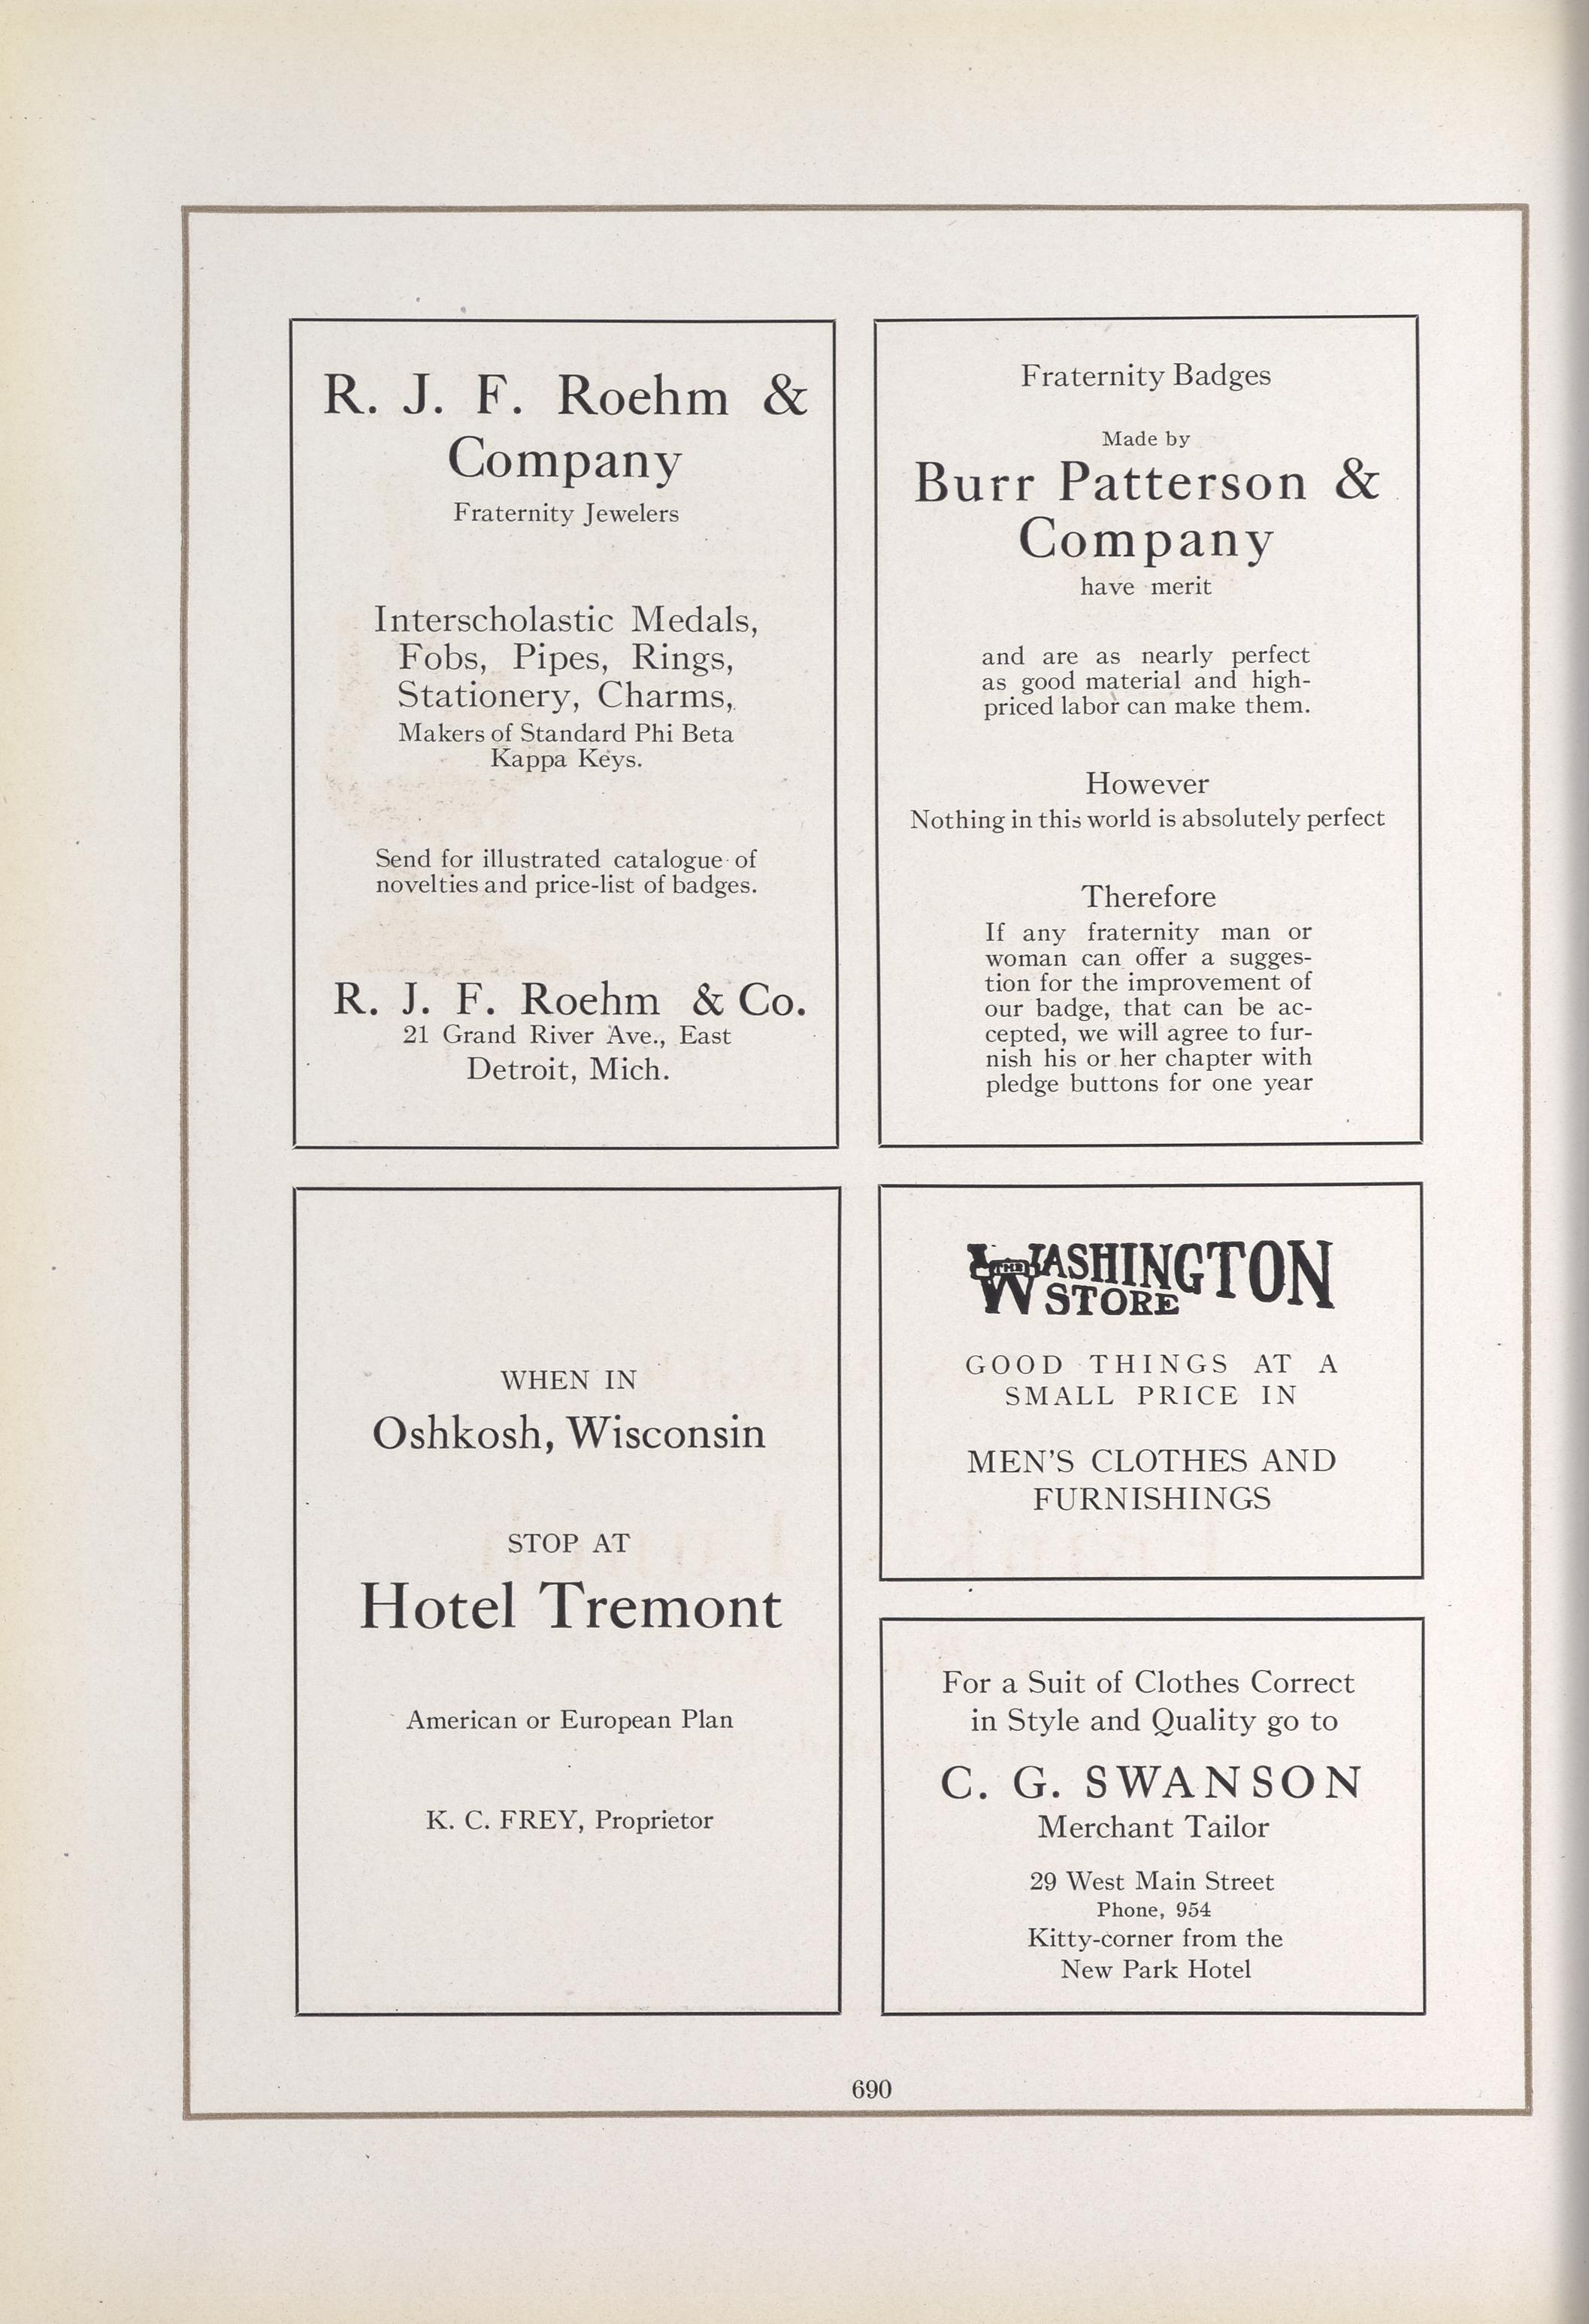 R. J. F. Roehm &
Company
Fraternity Jewelers
Interscholastic Medals,
Fobs, Pipes, Rings,
Stationery, Charms,
Makers of Standard Phi Beta
Kappa Keys.
Send for illustrated catalogue of
novelties and price-list of badges.
R. J. F. Roehm & Co.
21 Grand River Ave., East
Detroit, Mich.
Fraternity Badges
Made by
Burr Patterson &
Company
have merit
and are as nearly perfect
as good material and high-
priced labor can make them.
However
Nothing in this world is absolutely perfect
Therefore
If any fraternity man or
woman can offer a sugges-
tion for the improvement of
our badge, that can be ac-
cepted, we will agree to fur-
nish his or her chapter with
pledge buttons for one year
WHEN IN
Oshkosh, Wisconsin
STOP AT
Hotel Tremont
American or European Plan
K. C. FREY, Proprietor
THE
WASHINGTON
STORE
GOOD THINGS AT A
SMALL PRICE IN
MEN'S CLOTHES AND
FURNISHINGS
For a Suit of Clothes Correct
in Style and Quality go to
C. G. SWANSON
Merchant Tailor
29 West Main Street
Phone, 954
Kitty-corner from the
New Park Hotel
690